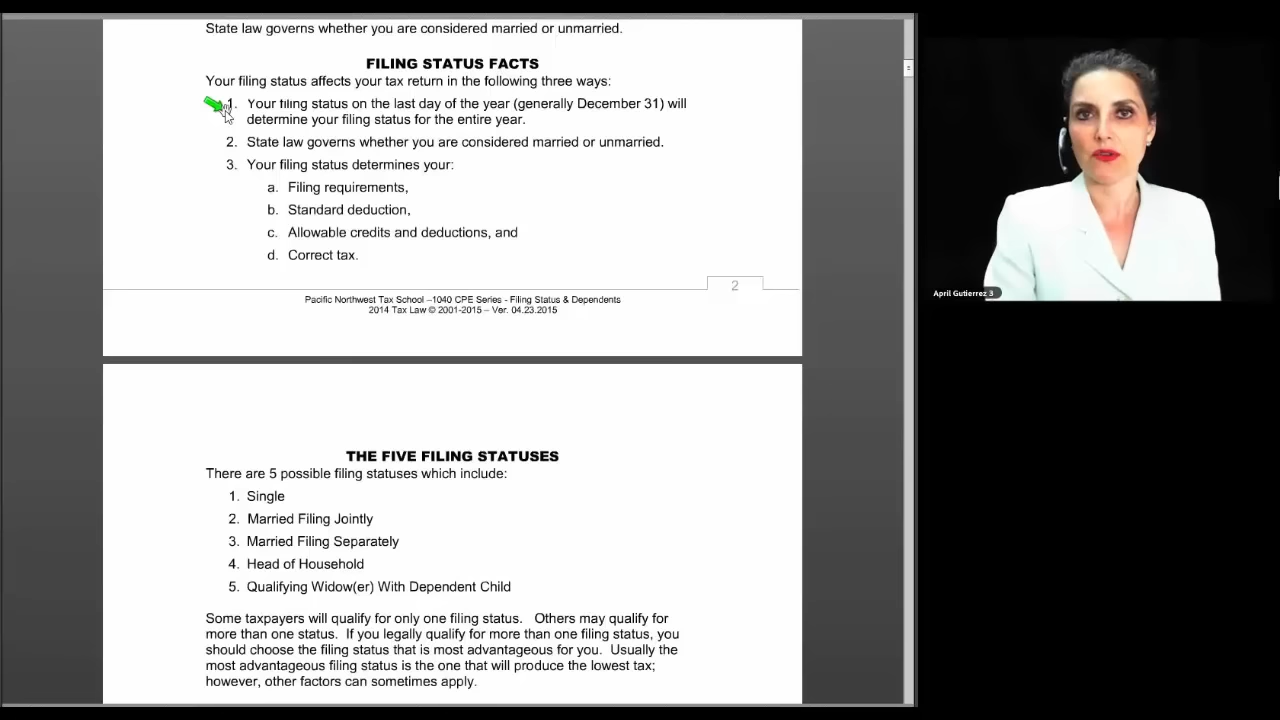 State law governs whether you are considered married or unmarried.
FILING STATUS FACTS
Your filing status affects your tax return in the following three ways:
1. Your filing status on the last day of the year (generally December 31) will
determine your filing status for the entire year.
2. State law governs whether you are considered married or unmarried.
3. Your filing status determines your:
a. Filing requirements,
b. Standard deduction,
c. Allowable credits and deductions, and
d. Correct tax.
2
Pacific Northwest Tax School –1040 CPE Series - Filing Status & Dependents
2014 Tax Law © 2001-2015 – Ver. 04.23.2015
THE FIVE FILING STATUSES
There are 5 possible filing statuses which include:
1. Single
2. Married Filing Jointly
3. Married Filing Separately
4. Head of Household
5. Qualifying Widow(er) With Dependent Child
Some taxpayers will qualify for only one filing status. Others may qualify for
more than one status. If you legally qualify for more than one filing status, you
should choose the filing status that is most advantageous for you. Usually the
most advantageous filing status is the one that will produce the lowest tax;
however, other factors can sometimes apply.
April Gutierrez 3